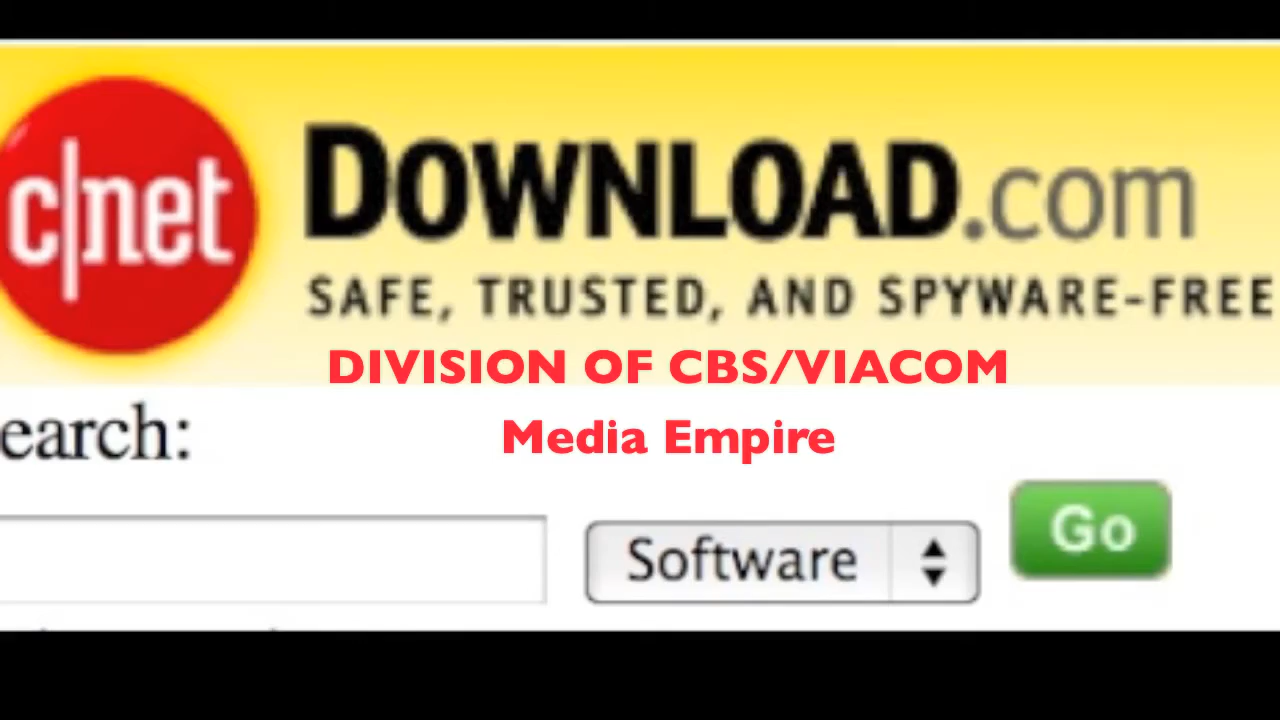 c|net
DOWNLOAD.com
SAFE, TRUSTED, AND SPYWARE-FREE
DIVISION OF CBS/VIACOM
Media Empire
earch:
Software
Go